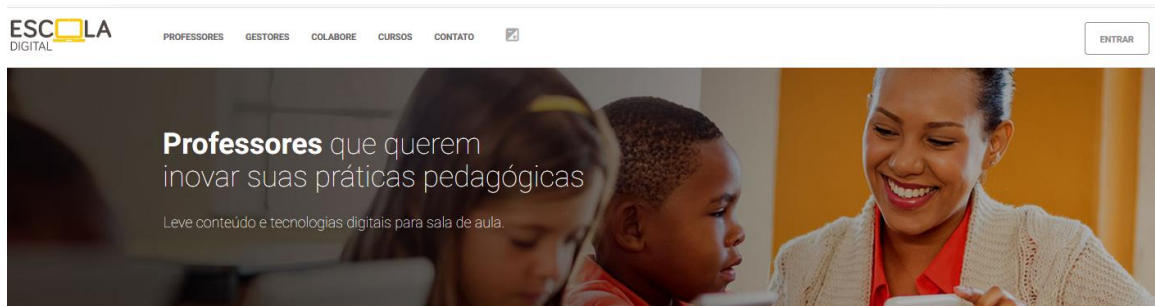 ESCOLA
DIGITAL
PROFESSORES GESTORES COLABORE CURSOS CONTATO
ENTRAR
Professores que querem
inovar suas práticas pedagógicas
Leve conteúdo e tecnologias digitais para sala de aula.